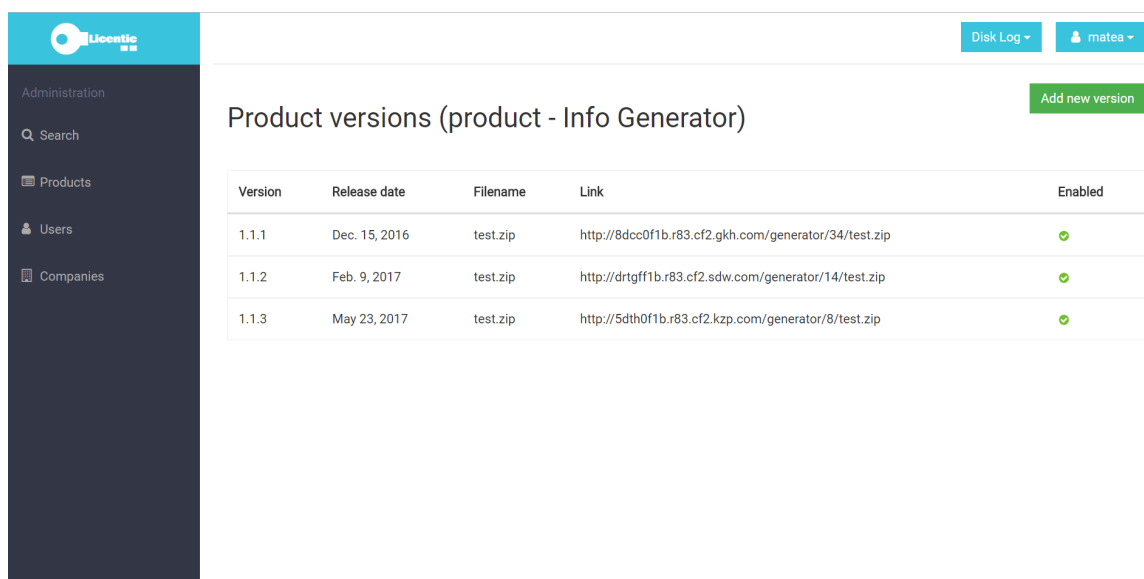 Licentic
Disk Log
matea
Administration
Search
Products
Users
Companies
Product versions (product - Info Generator)
Add new version
Version Release date Filename Link Enabled
1.1.1 Dec. 15, 2016 test.zip http://8dcc0f1b.r83.cf2.gkh.com/generator/34/test.zip
1.1.2 Feb. 9, 2017 test.zip http://drtgff1b.r83.cf2.sdw.com/generator/14/test.zip
1.1.3 May 23, 2017 test.zip http://5dth0f1b.r83.cf2.kzp.com/generator/8/test.zip